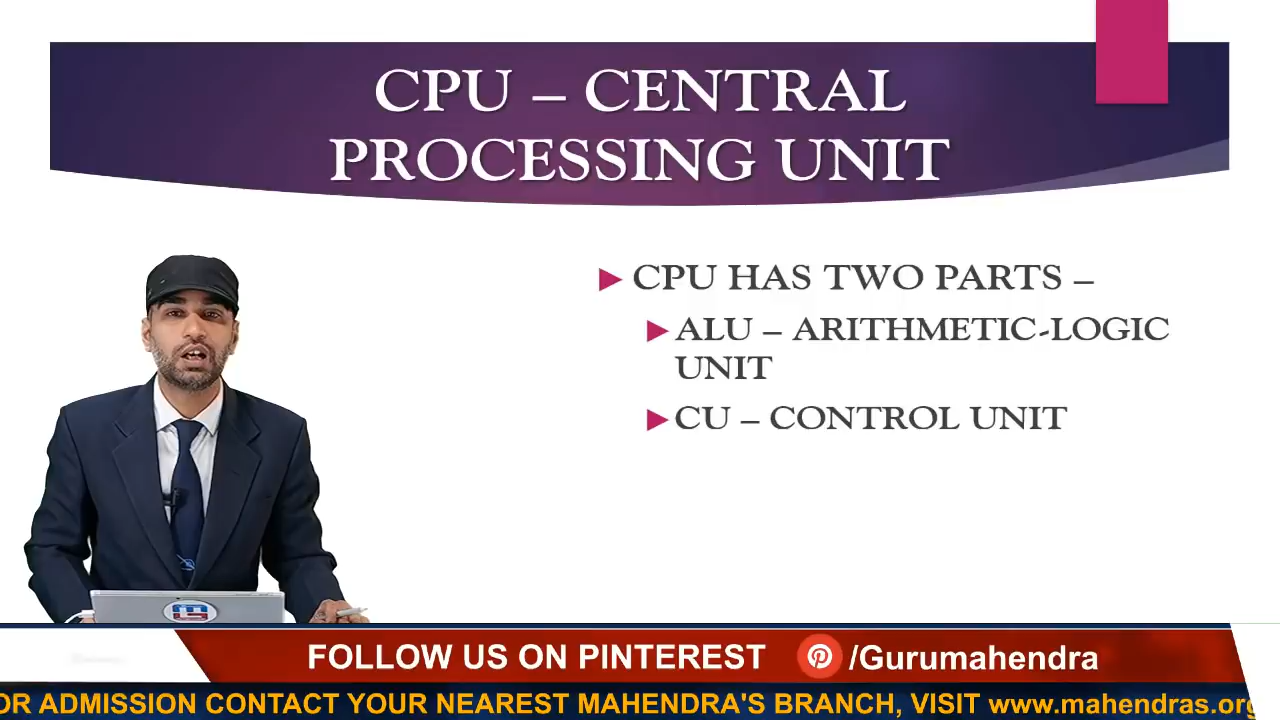 CPU – CENTRAL
PROCESSING UNIT
CPU HAS TWO PARTS –
ALU – ARITHMETIC-LOGIC
UNIT
CU – CONTROL UNIT
FOLLOW US ON PINTEREST /Gurumahendra
OR ADMISSION CONTACT YOUR NEAREST MAHENDRA'S BRANCH, VISIT www.mahendras.org